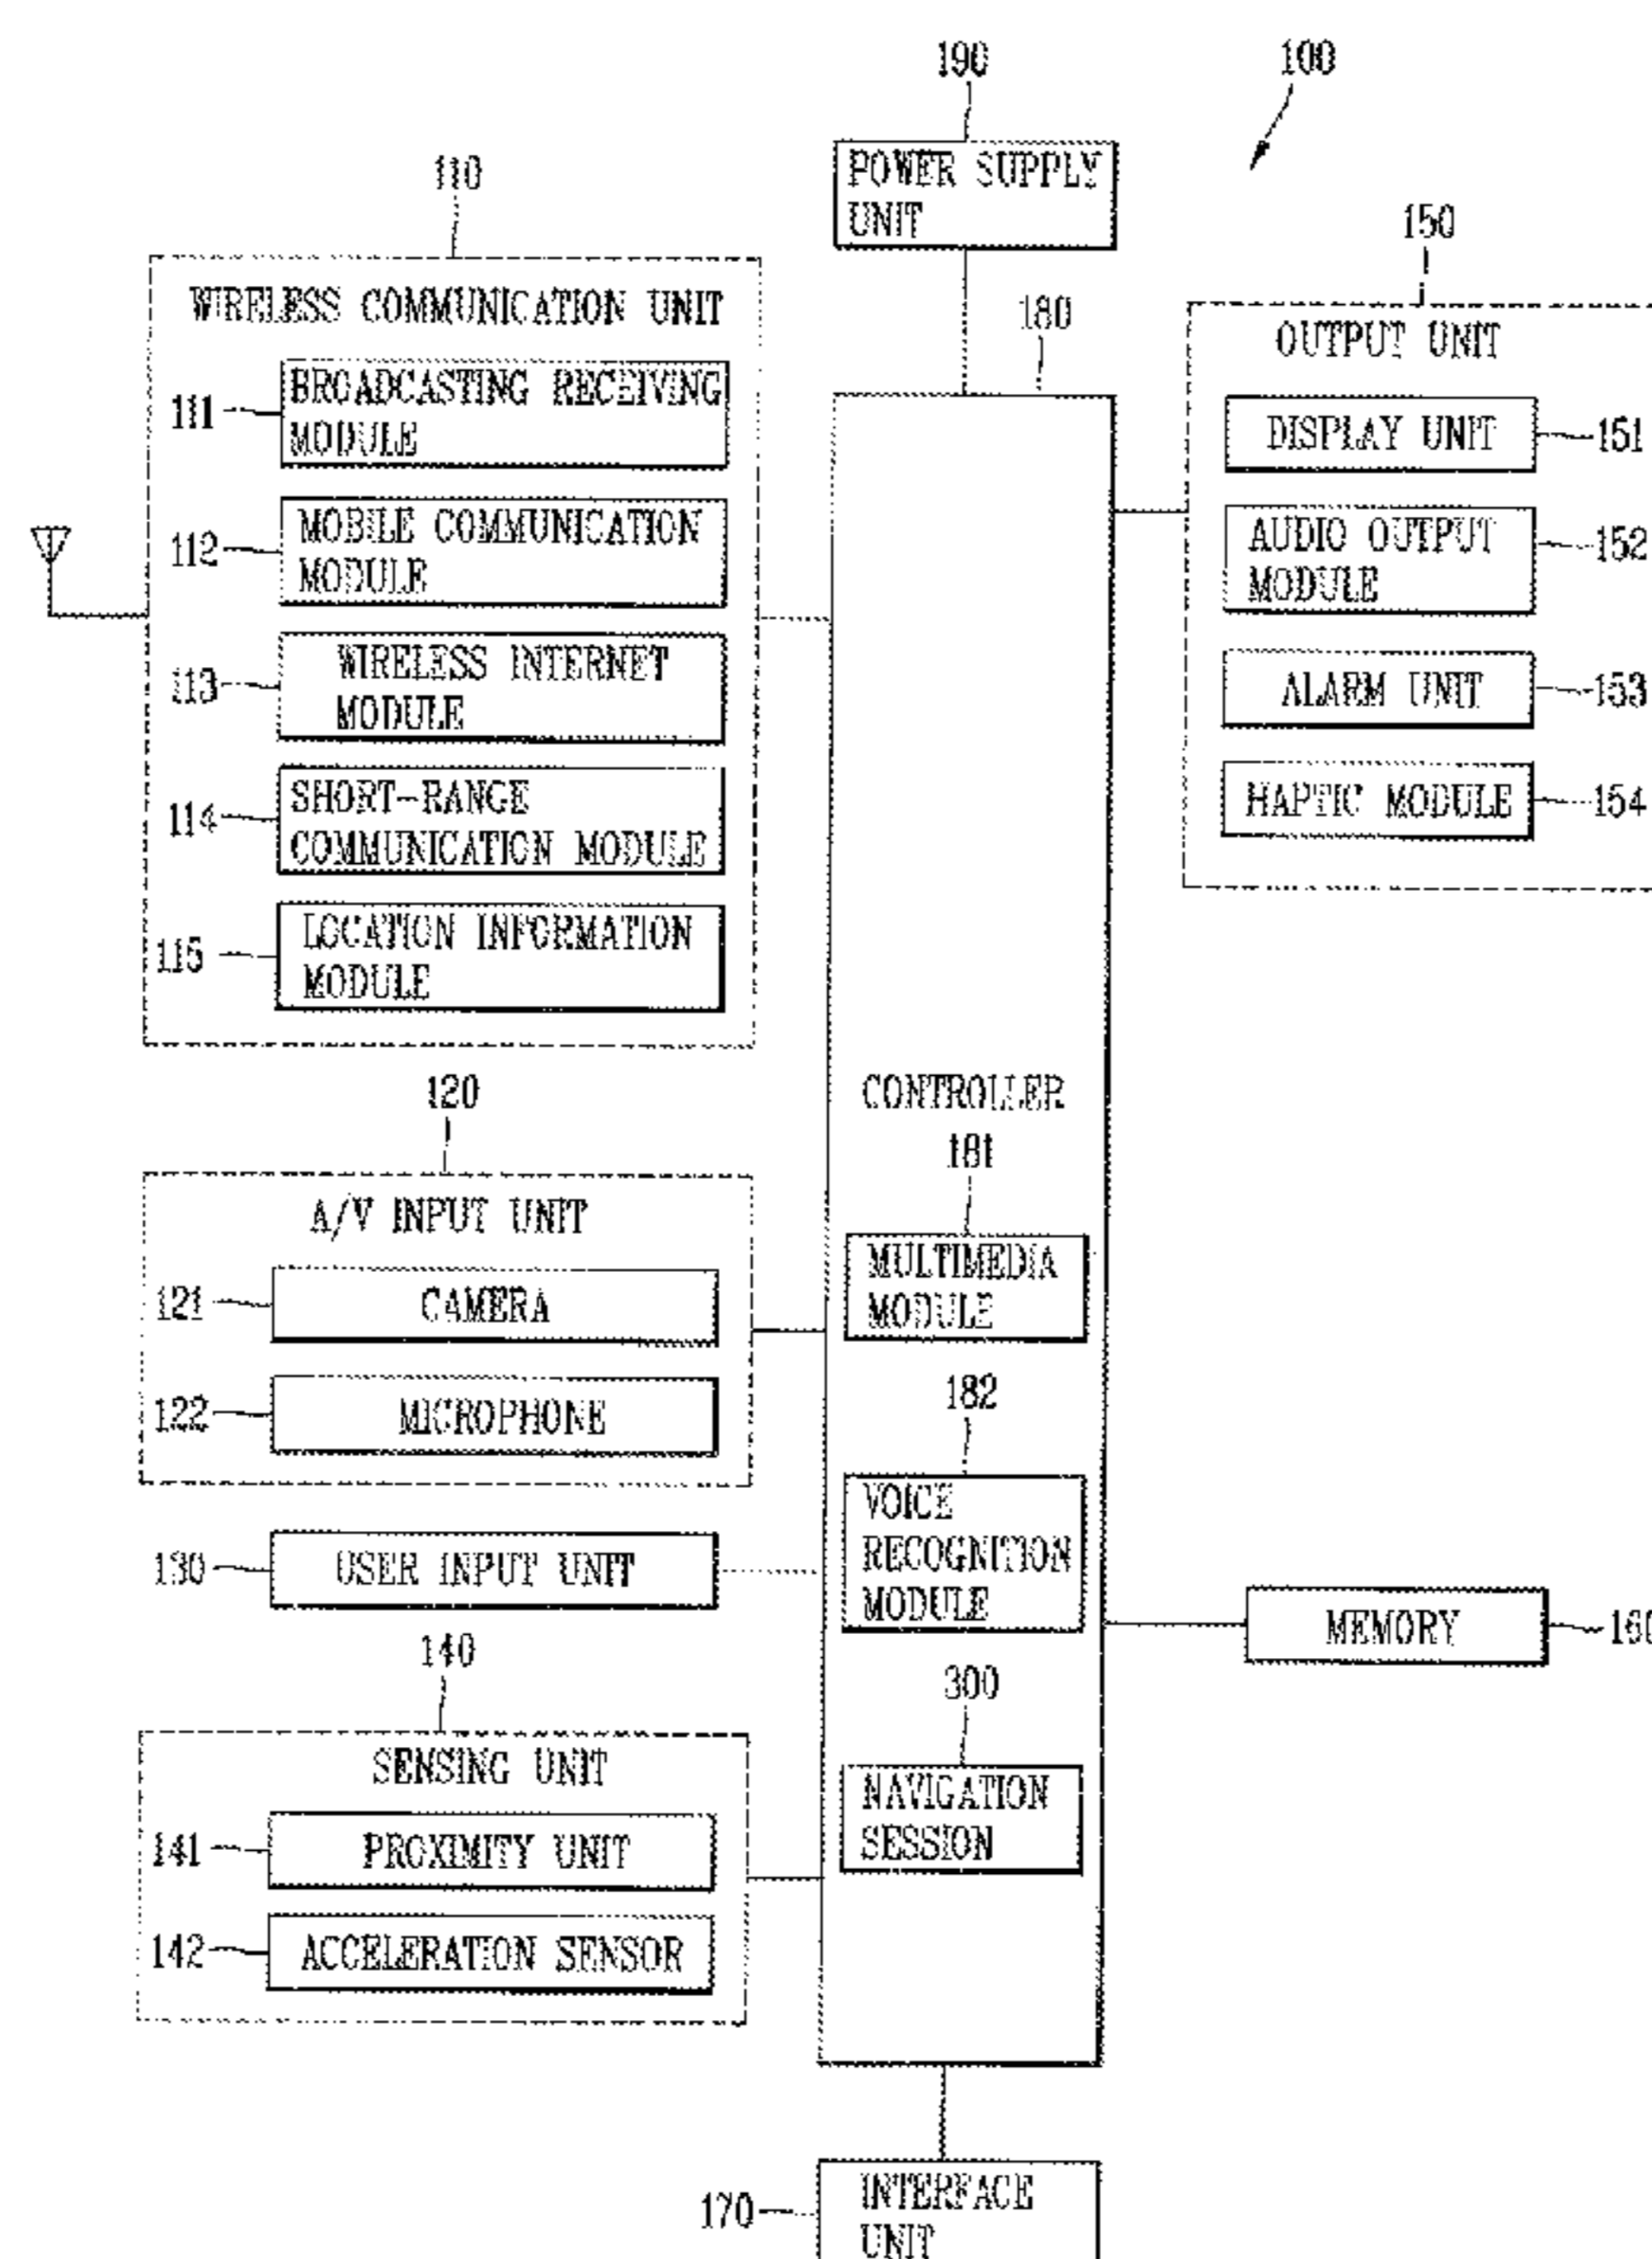 190
100
POWER SUPPLY
UNIT
110
WIRELESS COMMUNICATION UNIT
111
BROADCASTING RECEIVING
MODULE
112
MOBILE COMMUNICATION
MODULE
113
WIRELESS INTERNET
MODULE
114
SHORT-RANGE
COMMUNICATION MODULE
115
LOCATION INFORMATION
MODULE
120
A/V INPUT UNIT
121
CAMERA
122
MICROPHONE
130
USER INPUT UNIT
140
SENSING UNIT
141
PROXIMITY UNIT
142
ACCELERATION SENSOR
180
CONTROLLER
181
MULTIMEDIA
MODULE
182
VOICE
RECOGNITION
MODULE
300
NAVIGATION
SESSION
150
OUTPUT UNIT
DISPLAY UNIT
151
AUDIO OUTPUT
MODULE
152
ALARM UNIT
153
HAPTIC MODULE
154
MEMORY
160
170
INTERFACE
UNIT